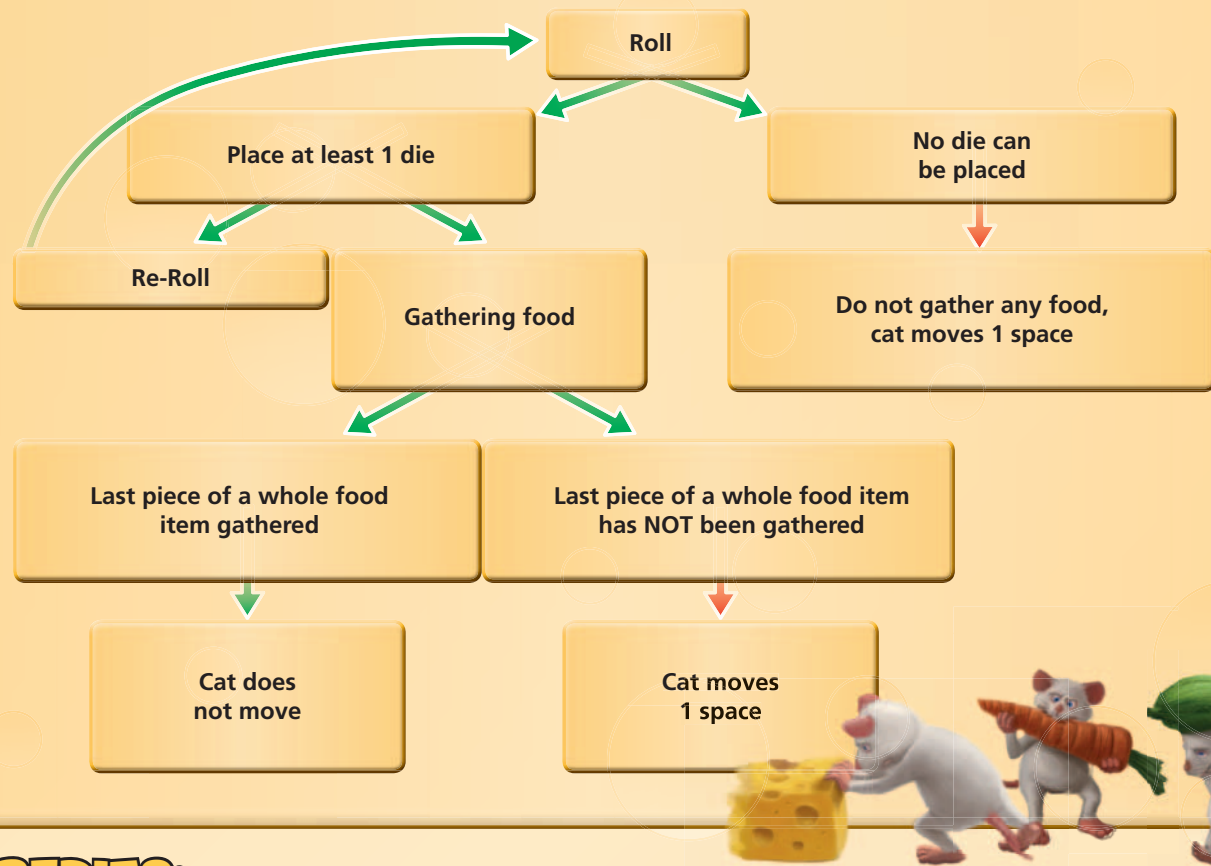 Roll
Place at least 1 die
No die can
be placed
Re-Roll
Gathering food
Do not gather any food,
cat moves 1 space
Last piece of a whole food
item gathered
Last piece of a whole food item
has NOT been gathered
Cat does
not move
Cat moves
1 space